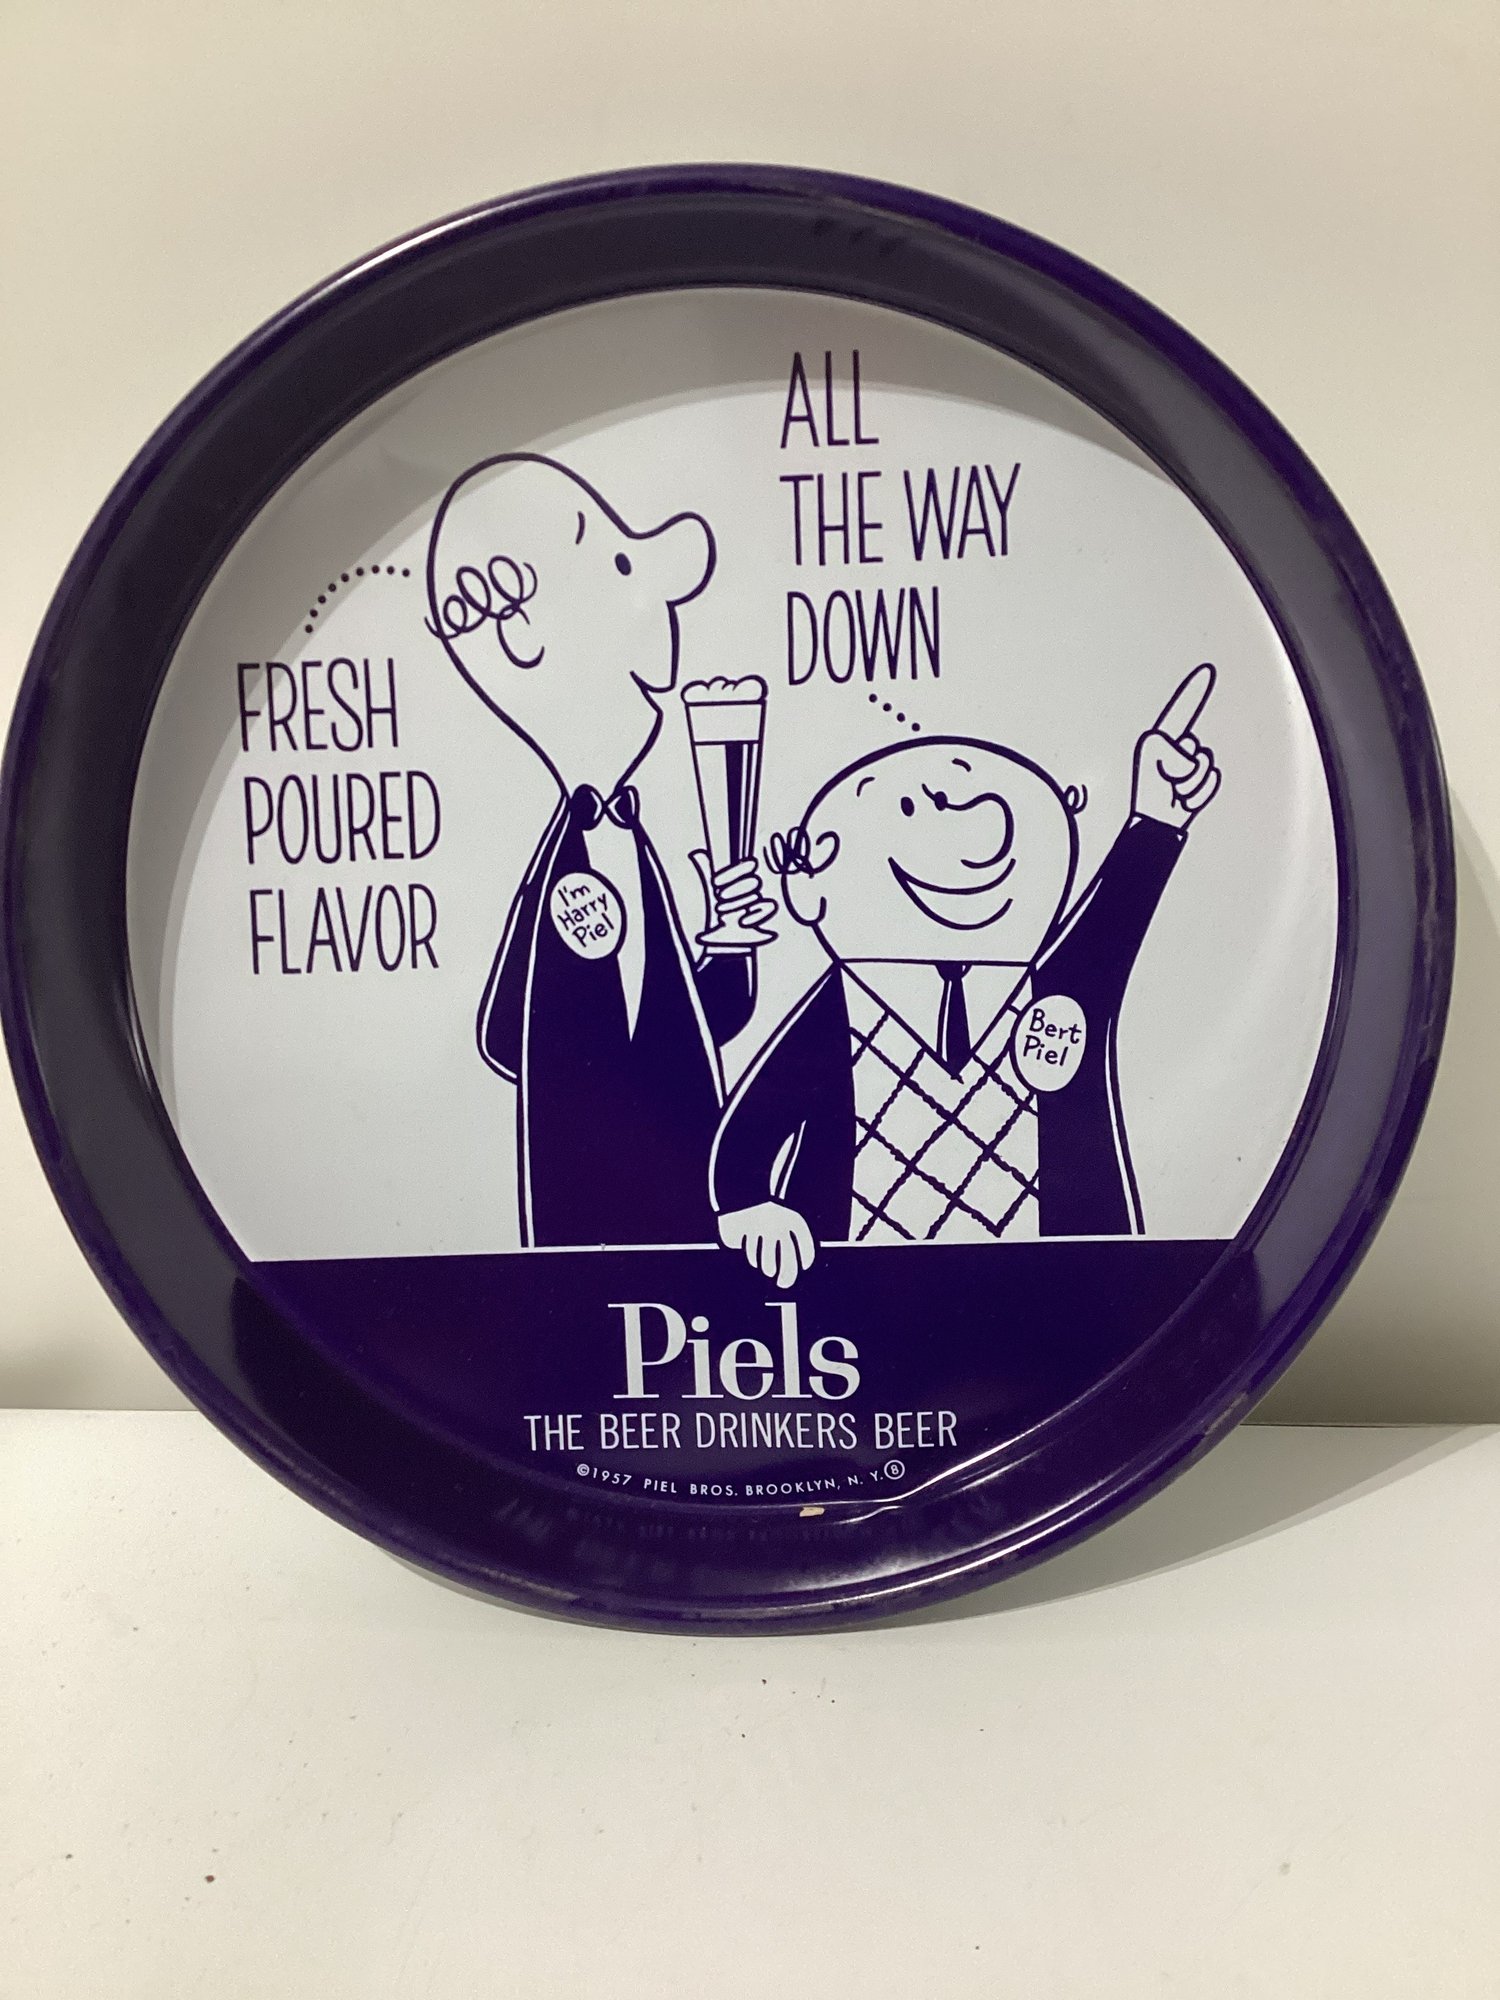 FRESH
POURED
FLAVOR
ALL
THE WAY
DOWN
I'm
Harry
Piel
Bert
Piel
Piels
THE BEER DRINKERS BEER
©1957 PIEL BROS. BROOKLYN, N. Y. Ⓑ